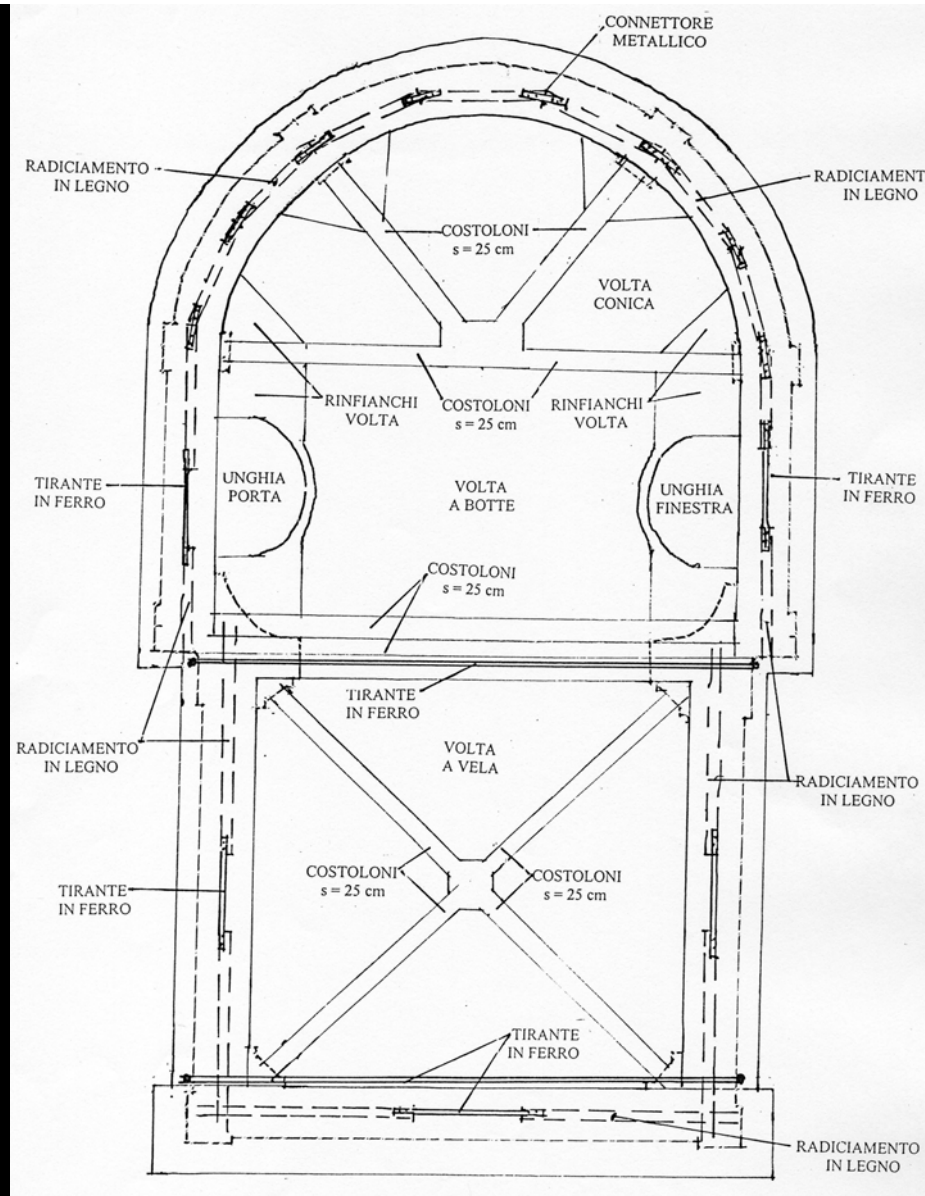 CONNETTORE
METALLICO
RADICIAMENTO
IN LEGNO
RADICIAMENT
IN LEGNO
COSTOLONI
s = 25 cm
VOLTA
CONICA
RINFIANCHI
VOLTA
COSTOLONI
s = 25 cm
RINFIANCHI
VOLTA
TIRANTE
IN FERRO
UNGHIA
PORTA
VOLTA
A BOTTE
UNGHIA
FINESTRA
TIRANTE
IN FERRO
COSTOLONI
s = 25 cm
TIRANTE
IN FERRO
RADICIAMENTO
IN LEGNO
VOLTA
A VELA
RADICIAMENTO
IN LEGNO
COSTOLONI
s = 25 cm
COSTOLONI
s = 25 cm
TIRANTE
IN FERRO
TIRANTE
IN FERRO
RADICIAMENTO
IN LEGNO